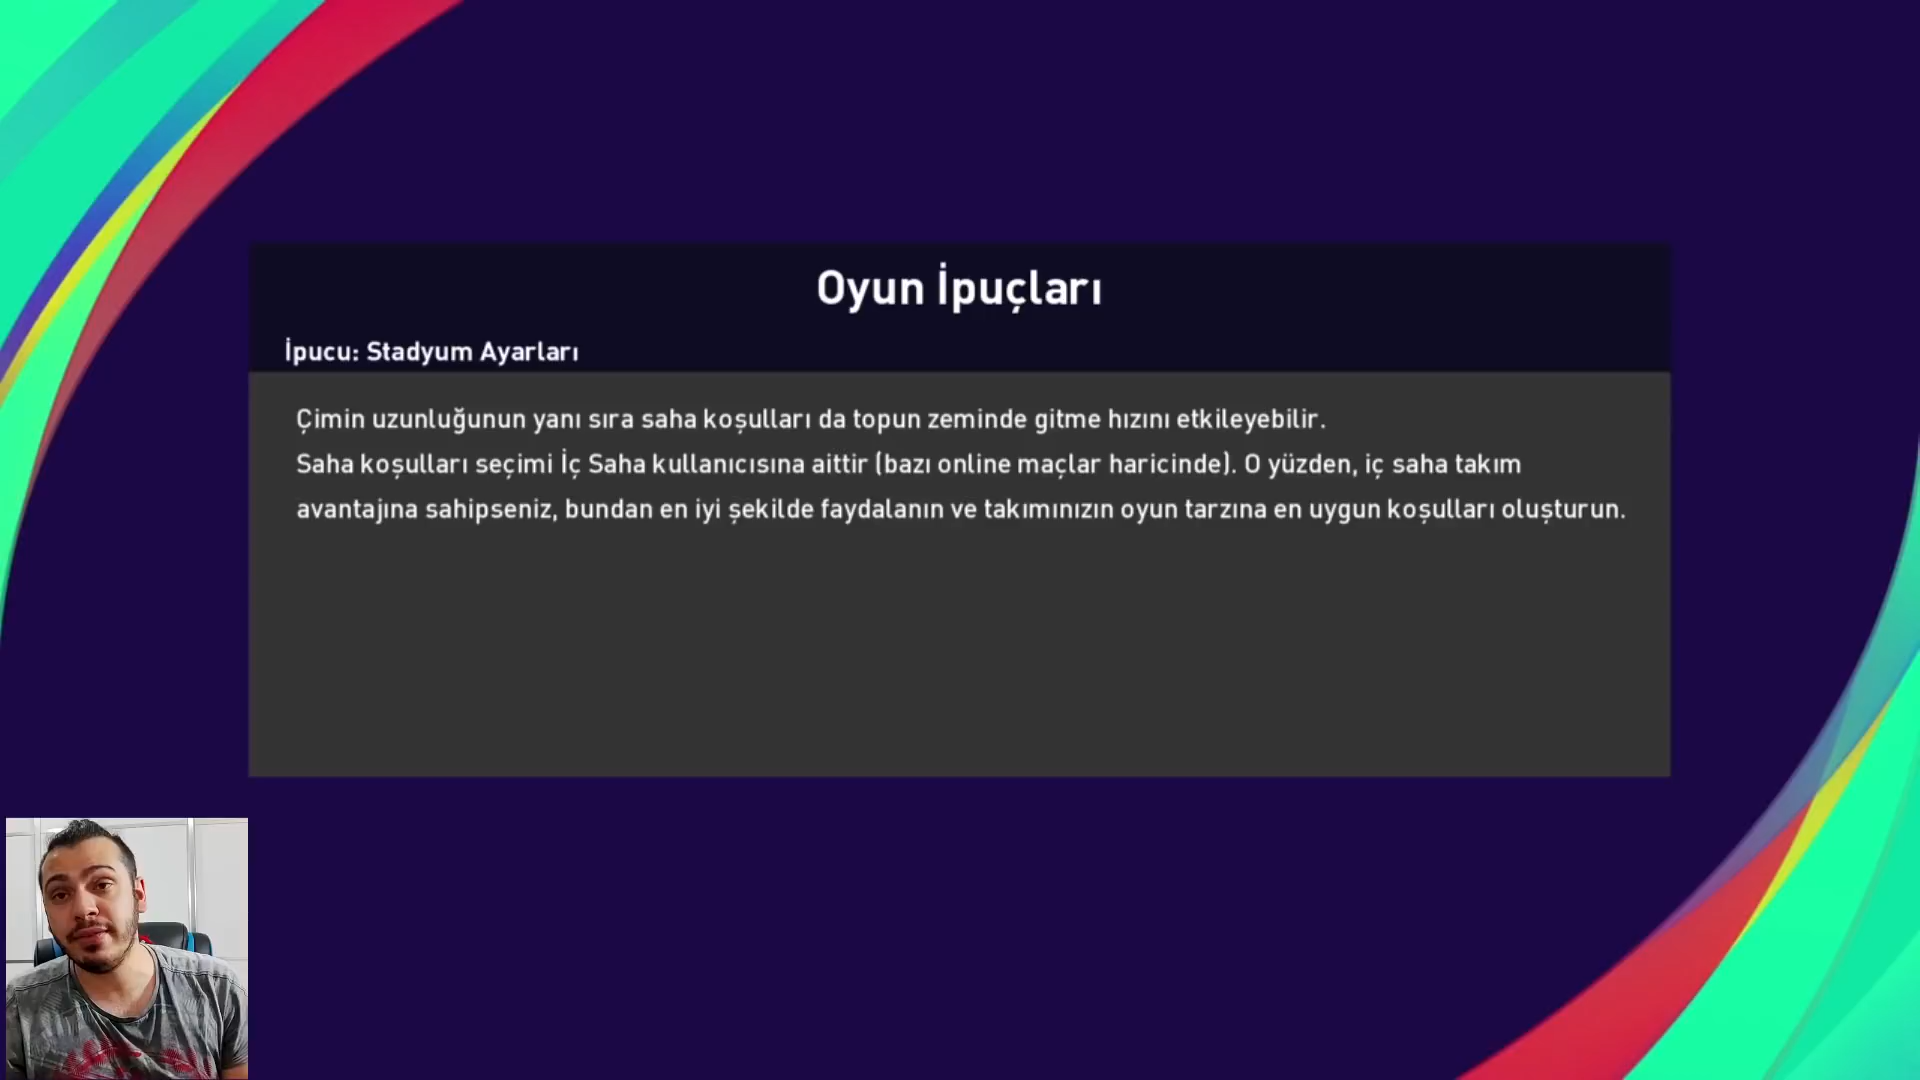 Oyun İpuçları
İpucu: Stadyum Ayarları
Çimin uzunluğunun yanı sıra saha koşulları da topun zeminde gitme hızını etkileyebilir.
Saha koşulları seçimi İç Saha kullanıcısına aittir (bazı online maçlar haricinde). O yüzden, iç saha takım
avantajına sahipseniz, bundan en iyi şekilde faydalanın ve takımınızın oyun tarzına en uygun koşulları oluşturun.